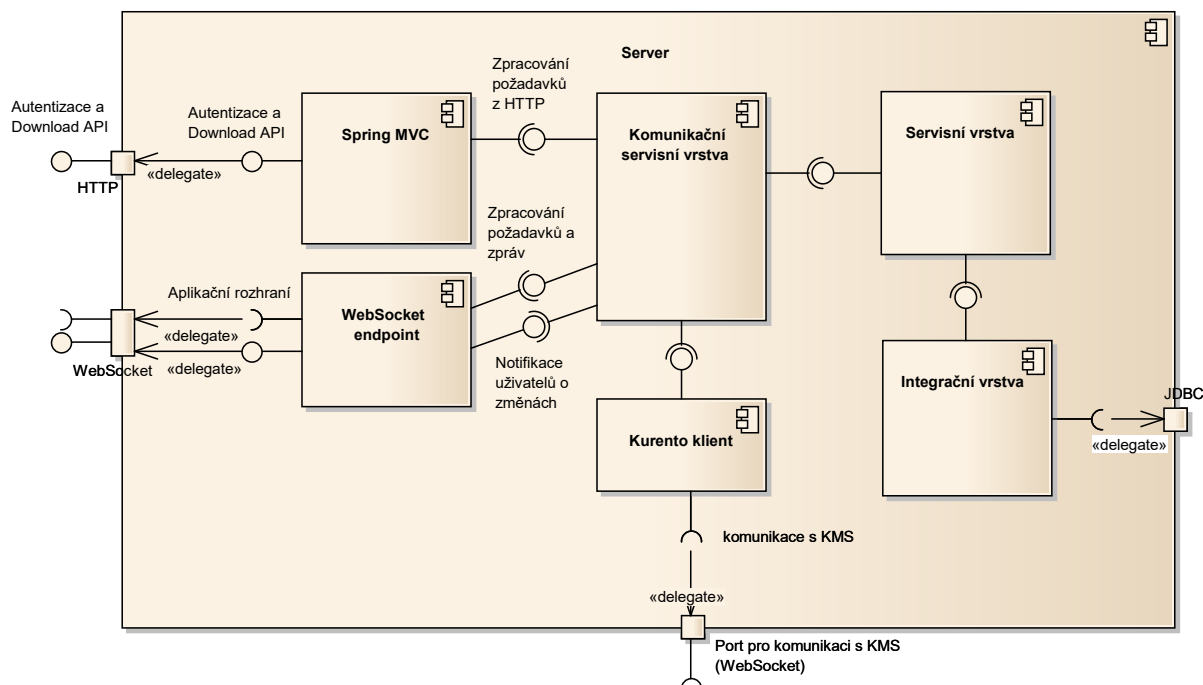 Server
Zpracování
požadavků
z HTTP
Autentizace a
Download API
Autentizace a
Download API
Spring MVC
Komunikační
servisní vrstva
Servisní vrstva
«delegate»
HTTP
Zpracování
požadavků a
zpráv
Aplikační rozhraní
WebSocket
endpoint
«delegate»
WebSocket
«delegate»
Notifikace
uživatelů o
změnách
Integrační vrstva
JDBC
«delegate»
Kurento klient
komunikace s KMS
«delegate»
Port pro komunikaci s KMS
(WebSocket)